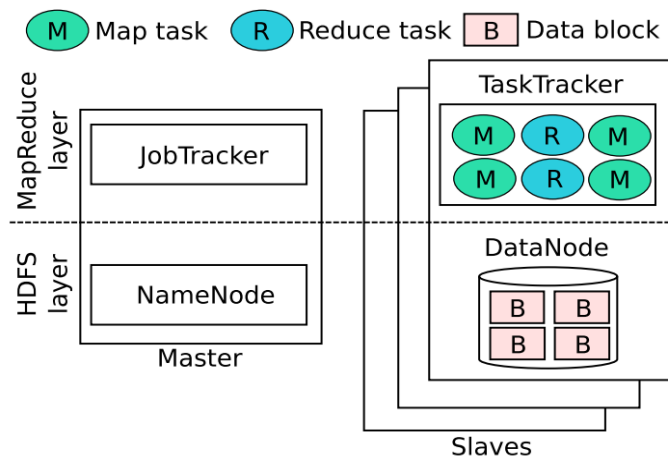 M Map task R Reduce task B Data block
TaskTracker
MapReduce
layer
JobTracker
M R M
M R M
HDFS
layer
NameNode
DataNode
B B
B B
Master
Slaves